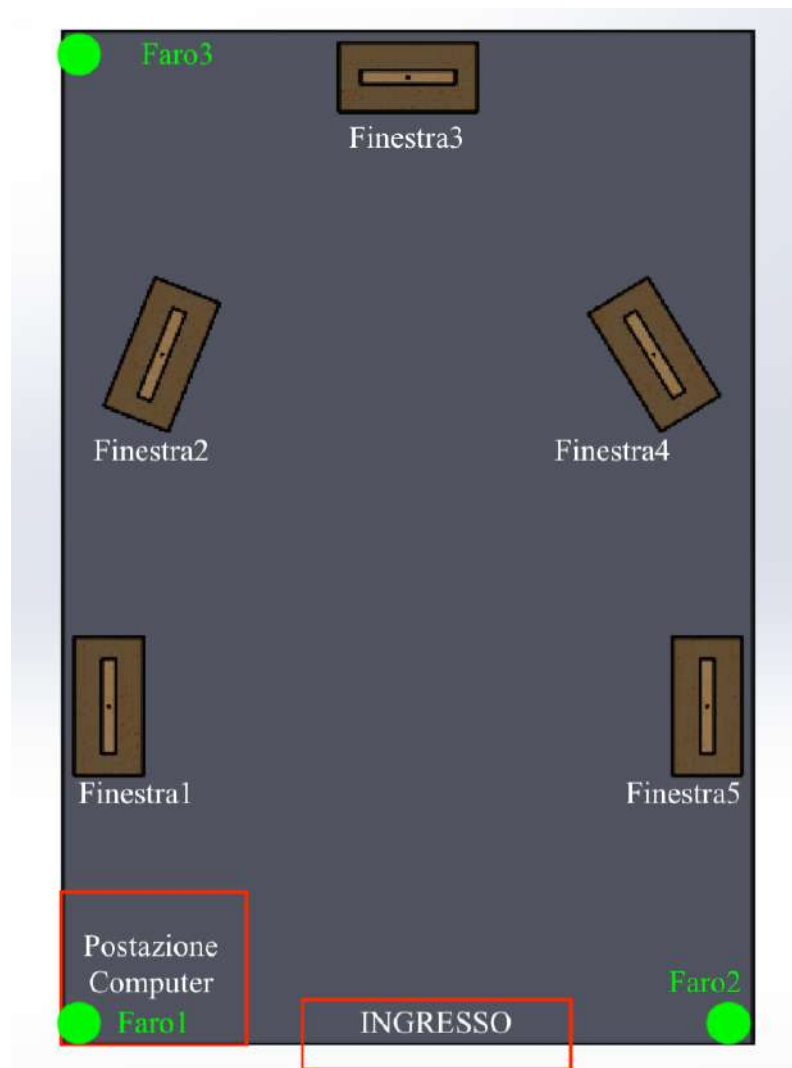 Faro3
Finestra3
Finestra2
Finestra4
Finestra1
Finestra5
Postazione
Computer
Faro1
INGRESSO
Faro2